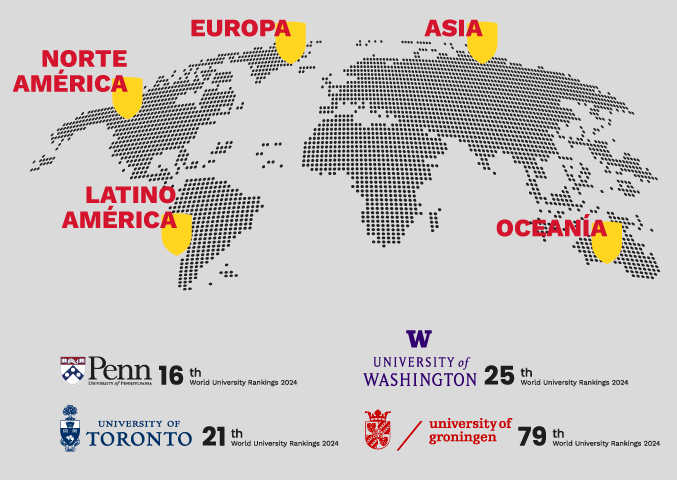 EUROPA
ASIA
NORTE
AMÉRICA
LATINO
AMÉRICA
OCEANÍA
Penn
UNIVERSITY of PENNSYLVANIA
16 th
World University Rankings 2024
W
UNIVERSITY of
WASHINGTON
25 th
World University Rankings 2024
UNIVERSITY OF
TORONTO
21 th
World University Rankings 2024
university of
groningen
79 th
World University Rankings 2024